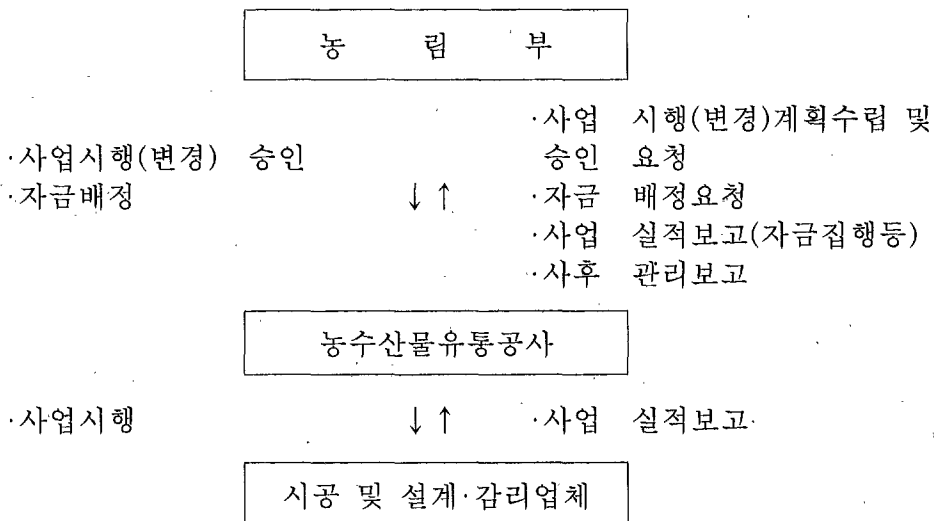 농 림 부
·사업 시행(변경)계획수립 및
·사업시행(변경) 승인 승인 요청
·자금배정 ↓↑ ·자금 배정요청
·사업 실적보고(자금집행등)
·사후 관리보고
농수산물유통공사
·사업시행 ↓↑ ·사업 실적보고
시공 및 설계·감리업체